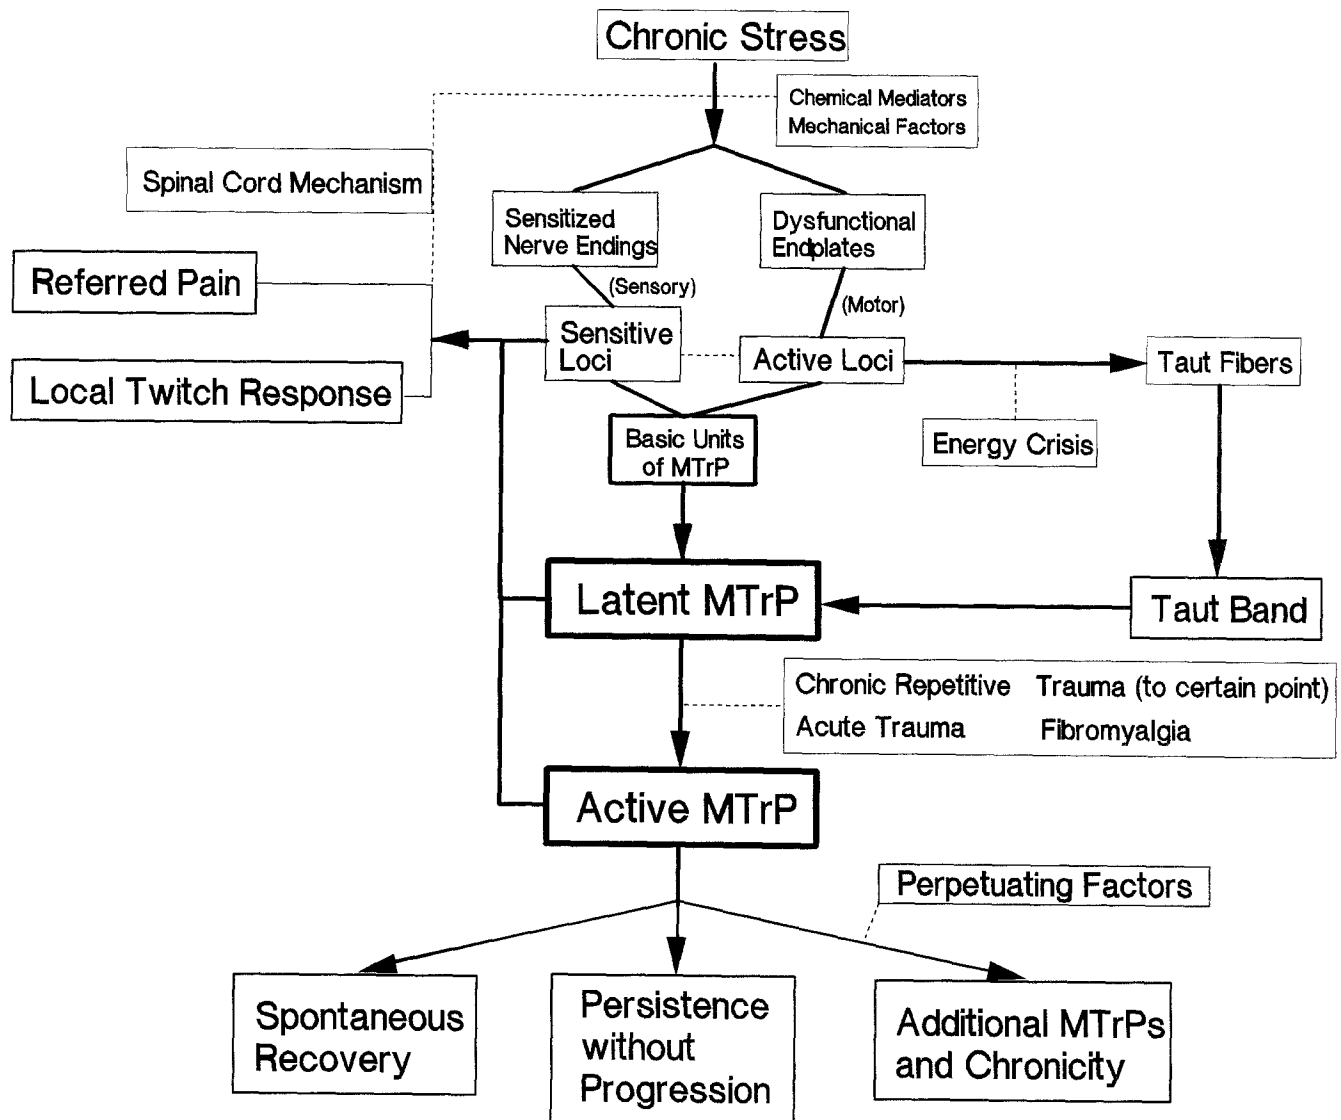 Chronic Stress
Chemical Mediators
Mechanical Factors
Spinal Cord Mechanism
Sensitized
Nerve Endings
Dysfunctional
Endplates
Referred Pain
(Sensory)
(Motor)
Sensitive
Loci
Active Loci
Taut Fibers
Local Twitch Response
Basic Units
of MTrP
Energy Crisis
Latent MTrP
Taut Band
Chronic Repetitive Trauma (to certain point)
Acute Trauma Fibromyalgia
Active MTrP
Perpetuating Factors
Spontaneous
Recovery
Persistence
without
Progression
Additional MTrPs
and Chronicity